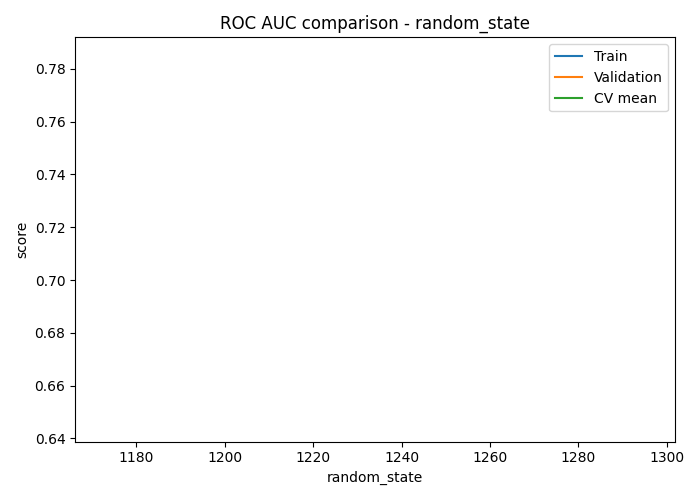 ROC AUC comparison - random_state
Train
Validation
CV mean
0.78
0.76
0.74
0.72
0.70
0.68
0.66
0.64
score
1180
1200
1220
1240
1260
1280
1300
random_state